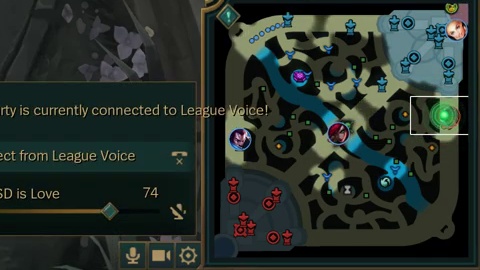 rty is currently connected to League Voice!
ect from League Voice
SD is Love
74